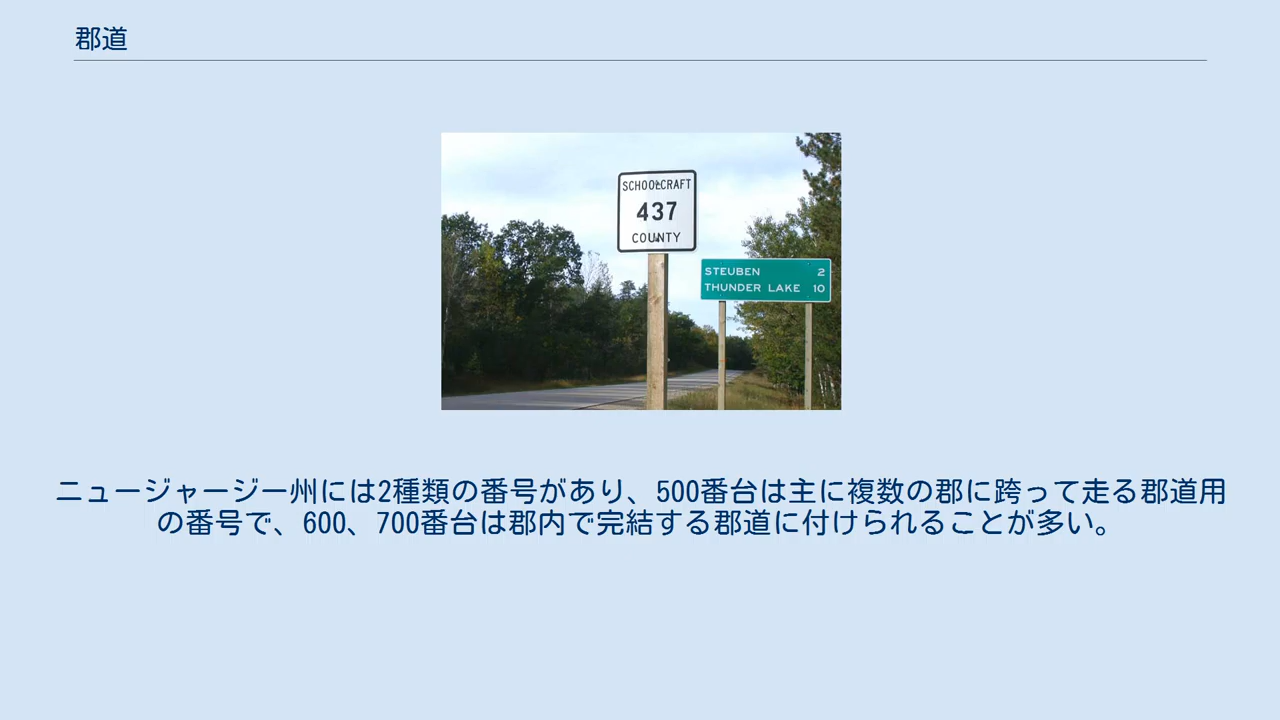 郡道
SCHOOLCRAFT
437
COUNTY
STEUBEN 2
THUNDER LAKE 10
ニュージャージー州には2種類の番号があり、500番台は主に複数の郡に跨って走る郡道用
の番号で、600、700番台は郡内で完結する郡道に付けられることが多い。